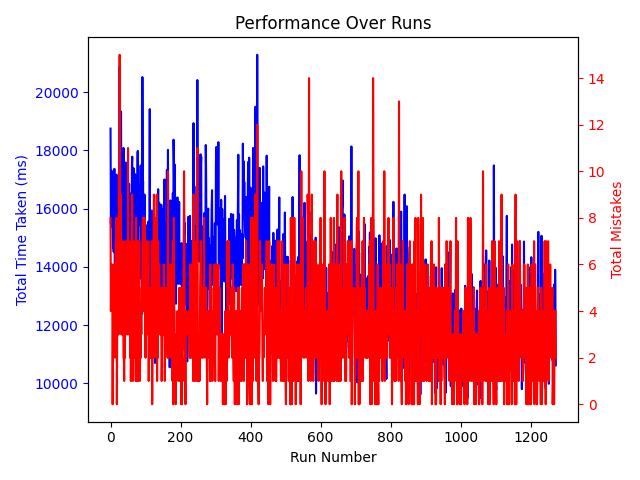 Performance Over Runs
Total Time Taken (ms)
20000
18000
16000
14000
12000
10000
14
12
10
8
6
4
2
0
Total Mistakes
0 200 400 600 800 1000 1200
Run Number